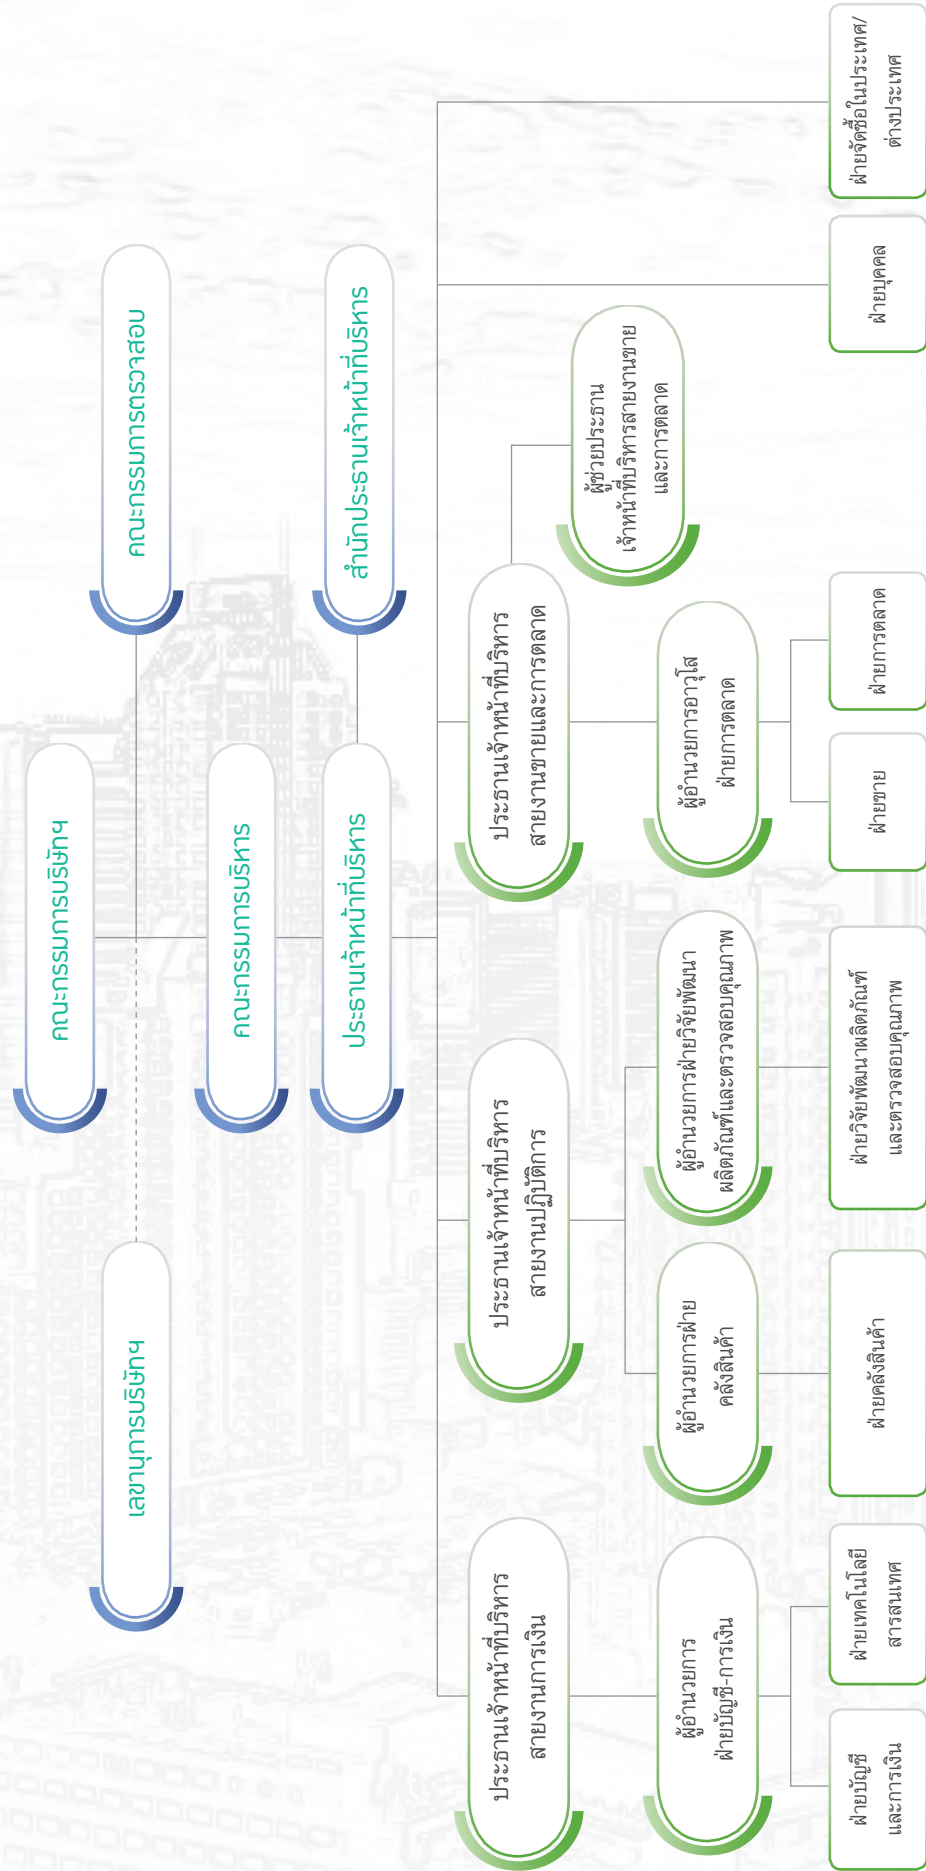 คณะกรรมการบริษัทฯ
เลขานุการบริษัทฯ
คณะกรรมการตรวจสอบ
คณะกรรมการบริหาร
ประธานเจ้าหน้าที่บริหาร
สำนักประธานเจ้าหน้าที่บริหาร
ประธานเจ้าหน้าที่บริหาร
สายงานการเงิน
ประธานเจ้าหน้าที่บริหาร
สายงานปฏิบัติการ
ประธานเจ้าหน้าที่บริหาร
สายงานขายและการตลาด
ผู้ช่วยประธาน
เจ้าหน้าที่บริหารสายงานขาย
และการตลาด
ผู้อำนวยการ
ฝ่ายบัญชี-การเงิน
ผู้อำนวยการฝ่าย
คลังสินค้า
ผู้อำนวยการฝ่ายวิจัยพัฒนา
ผลิตภัณฑ์และตรวจสอบคุณภาพ
ผู้อำนวยการอาวุโส
ฝ่ายการตลาด
ฝ่ายบัญชี
และการเงิน
ฝ่ายเทคโนโลยี
สารสนเทศ
ฝ่ายคลังสินค้า
ฝ่ายวิจัยพัฒนาผลิตภัณฑ์
และตรวจสอบคุณภาพ
ฝ่ายขาย
ฝ่ายการตลาด
ฝ่ายบุคคล
ฝ่ายจัดซื้อในประเทศ/
ต่างประเทศ